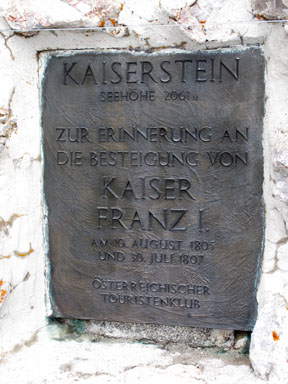 KAISERSTEIN
SEEHÖHE 2061 M
ZUR ERINNERUNG AN
DIE BESTEIGUNG VON
KAISER
FRANZ I.
AM 10. AUGUST 1805
UND 30. JULI 1807
ÖSTERREICHISCHER
TOURISTENKLUB